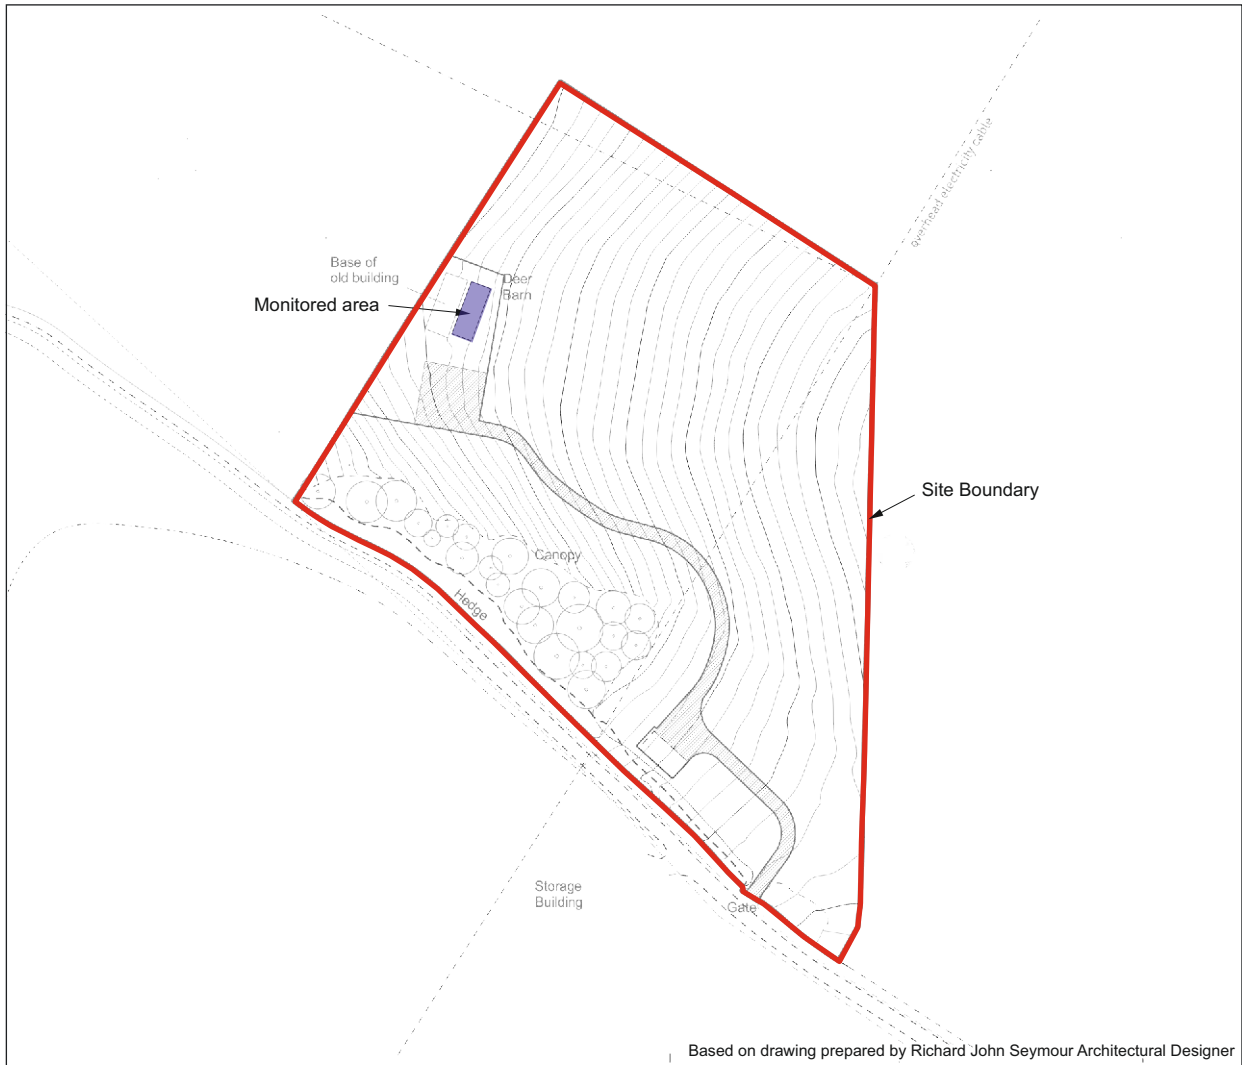 overhead electricity cable
Base of
old building
Deer
Barn
Monitored area
Site Boundary
Canopy
Hedge
Storage
Building
Gate
Based on drawing prepared by Richard John Seymour Architectural Designer